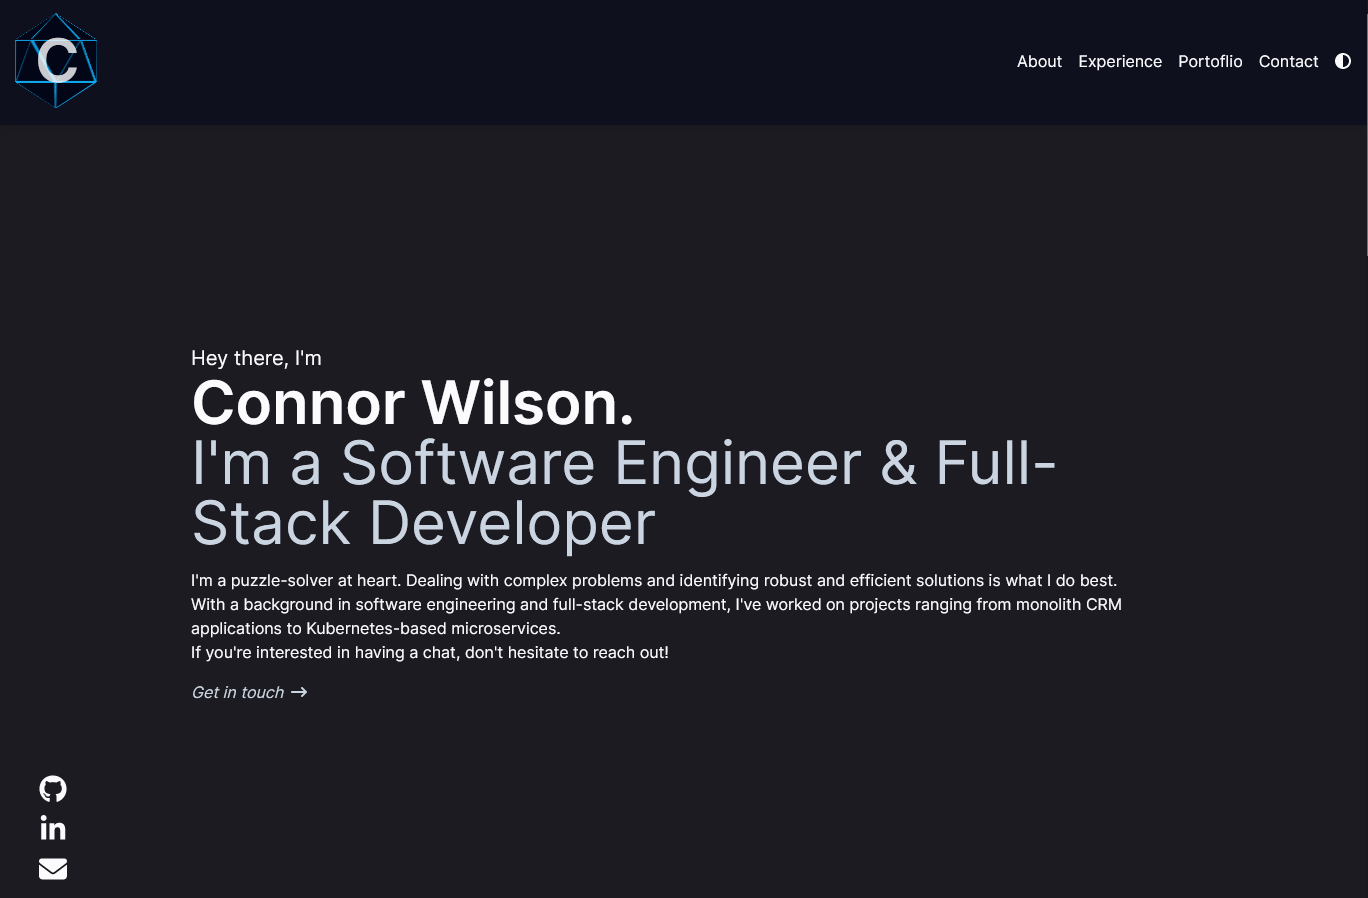 C
About Experience Portoflio Contact
Hey there, I'm
Connor Wilson.
I'm a Software Engineer & Full-
Stack Developer
I'm a puzzle-solver at heart. Dealing with complex problems and identifying robust and efficient solutions is what I do best.
With a background in software engineering and full-stack development, I've worked on projects ranging from monolith CRM
applications to Kubernetes-based microservices.
If you're interested in having a chat, don't hesitate to reach out!
Get in touch →
in